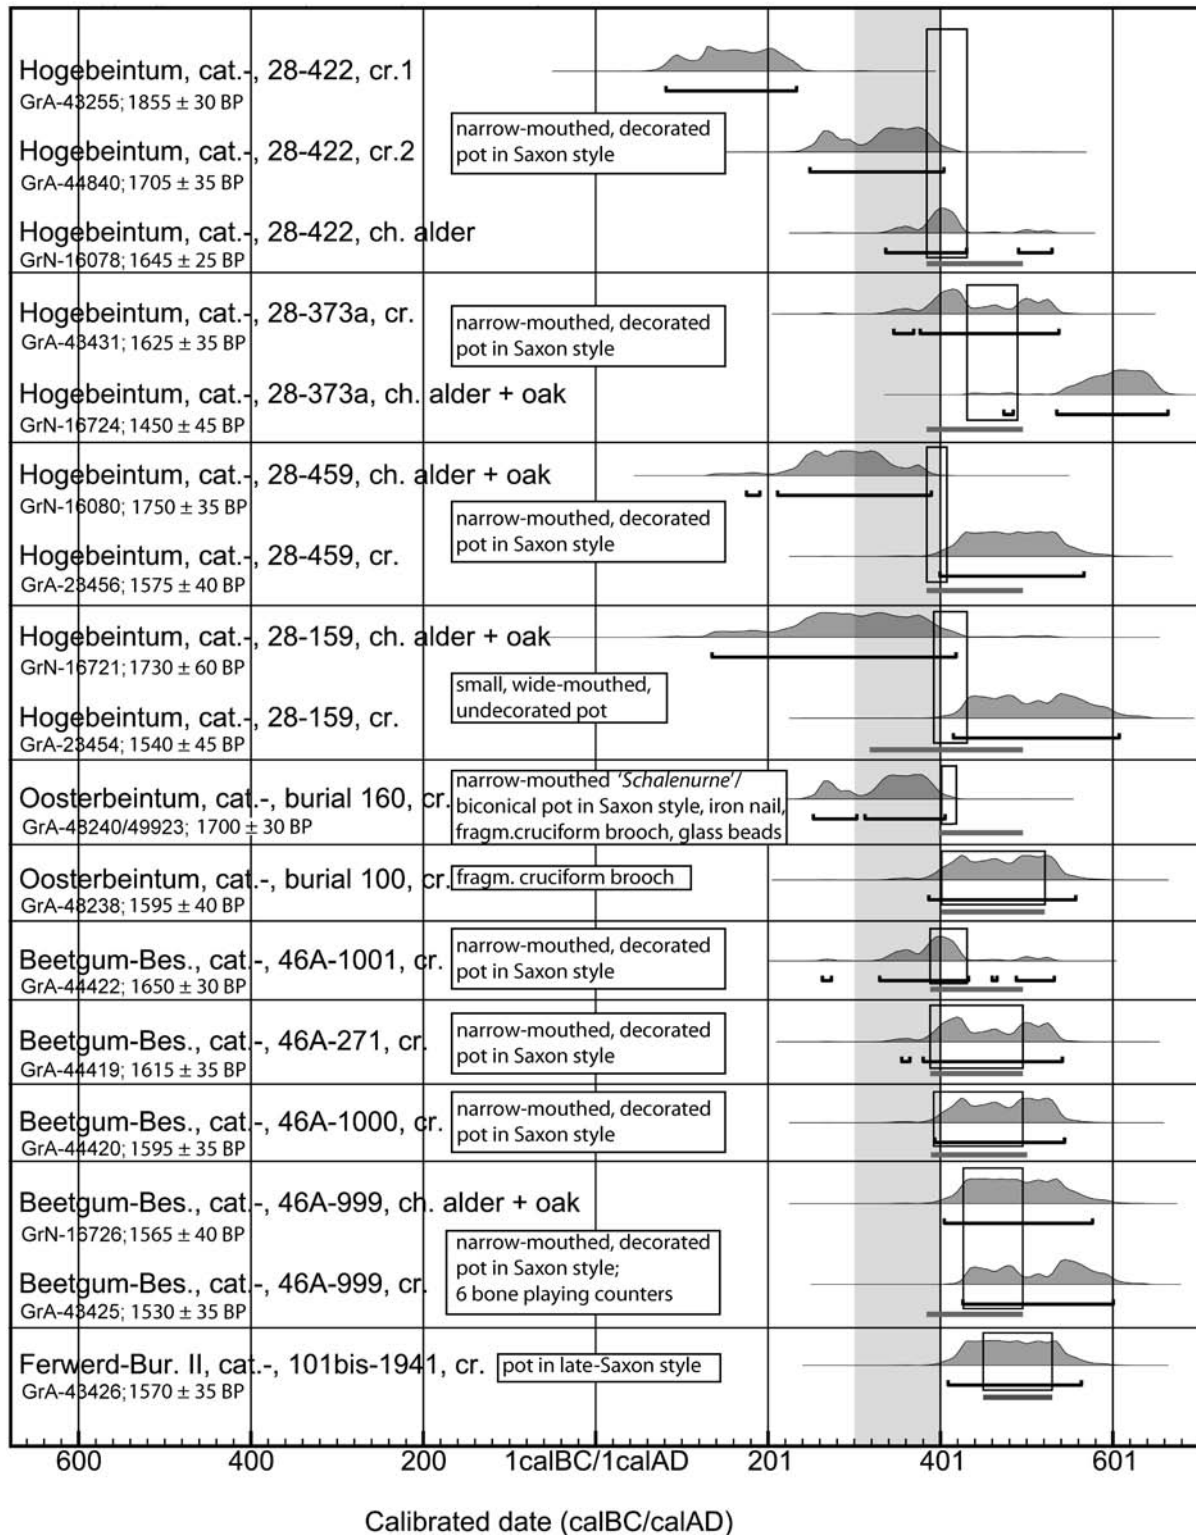 Hogebeintum, cat.-, 28-422, cr.1
GrA-43255; 1855 ± 30 BP
narrow-mouthed, decorated
pot in Saxon style
Hogebeintum, cat.-, 28-422, cr.2
GrA-44840; 1705 ± 35 BP
Hogebeintum, cat.-, 28-422, ch. alder
GrN-16078; 1645 ± 25 BP
Hogebeintum, cat.-, 28-373a, cr.
GrA-43431; 1625 ± 35 BP
narrow-mouthed, decorated
pot in Saxon style
Hogebeintum, cat.-, 28-373a, ch. alder + oak
GrN-16724; 1450 ± 45 BP
Hogebeintum, cat.-, 28-459, ch. alder + oak
GrN-16080; 1750 ± 35 BP
narrow-mouthed, decorated
pot in Saxon style
Hogebeintum, cat.-, 28-459, cr.
GrA-23456; 1575 ± 40 BP
Hogebeintum, cat.-, 28-159, ch. alder + oak
GrN-16721; 1730 ± 60 BP
small, wide-mouthed,
undecorated pot
Hogebeintum, cat.-, 28-159, cr.
GrA-23454; 1540 ± 45 BP
Oosterbeintum, cat.-, burial 160, cr.
GrA-48240/49923; 1700 ± 30 BP
narrow-mouthed 'Schalenurne'/
biconical pot in Saxon style, iron nail,
fragm.cruciform brooch, glass beads
Oosterbeintum, cat.-, burial 100, cr.
GrA-48238; 1595 ± 40 BP
fragm. cruciform brooch
Beetgum-Bes., cat.-, 46A-1001, cr.
GrA-44422; 1650 ± 30 BP
narrow-mouthed, decorated
pot in Saxon style
Beetgum-Bes., cat.-, 46A-271, cr.
GrA-44419; 1615 ± 35 BP
narrow-mouthed, decorated
pot in Saxon style
Beetgum-Bes., cat.-, 46A-1000, cr.
GrA-44420; 1595 ± 35 BP
narrow-mouthed, decorated
pot in Saxon style
Beetgum-Bes., cat.-, 46A-999, ch. alder + oak
GrN-16726; 1565 ± 40 BP
narrow-mouthed, decorated
pot in Saxon style;
6 bone playing counters
Beetgum-Bes., cat.-, 46A-999, cr.
GrA-43425; 1530 ± 35 BP
Ferwerd-Bur. II, cat.-, 101bis-1941, cr.
GrA-43426; 1570 ± 35 BP
pot in late-Saxon style
600 400 200 1calBC/1calAD 201 401 601
Calibrated date (calBC/calAD)